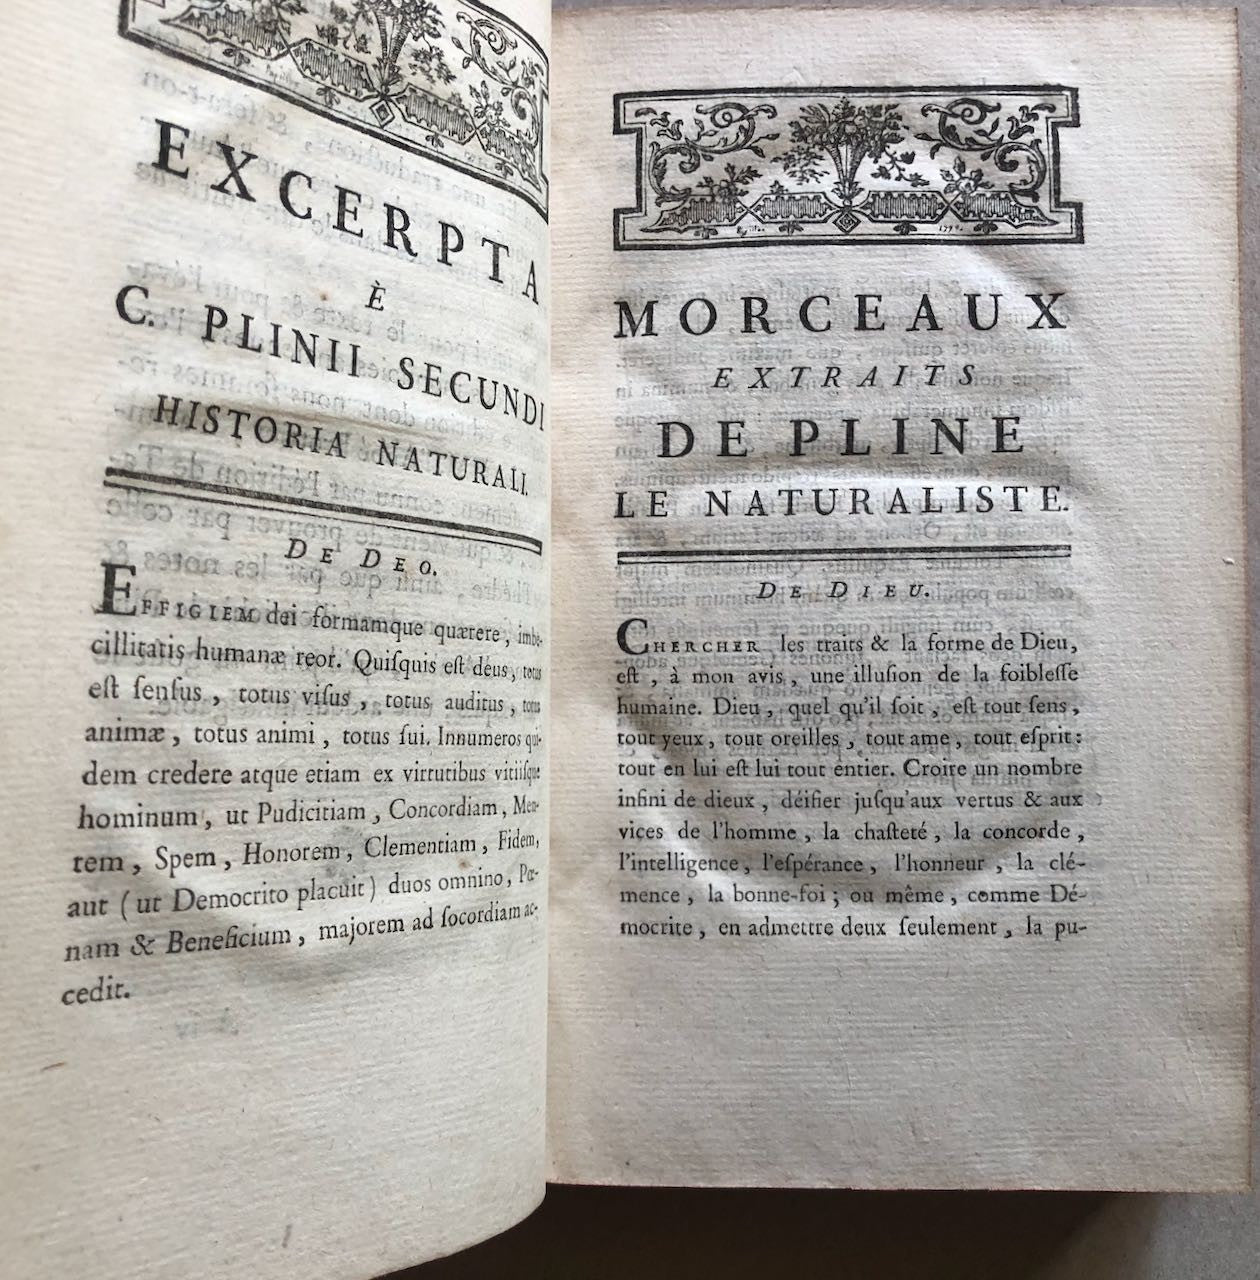 EXCERPTA
È
C. PLINII SECUNDI
HISTORIA NATURALI.
DE DEO.
EFFIGIEM dei formamque quærere, imbe-
cillitatis humanæ reor. Quiſquis eſt deus, totus
eſt ſenſus, totus viſus, totus auditus, totus
animæ, totus animi, totus ſui. Innumeros qui-
dem credere atque etiam ex virtutibus vitiiſque
hominum, ut Pudicitiam, Concordiam, Men-
tem, Spem, Honorem, Clementiam, Fidem,
aut (ut Democrito placuit) duos omnino, Pœ-
nam & Beneficium, majorem ad ſocordiam ac-
cedit.
MORCEAUX
EXTRAITS
DE PLINE
LE NATURALISTE.
DE DIEU.
CHERCHER les traits & la forme de Dieu,
eſt, à mon avis, une illuſion de la foibleſſe
humaine. Dieu, quel qu'il ſoit, eſt tout ſens,
tout yeux, tout oreilles, tout ame, tout eſprit:
tout en lui eſt lui tout entier. Croire un nombre
infini de dieux, déifier juſqu'aux vertus & aux
vices de l'homme, la chaſteté, la concorde,
l'intelligence, l'eſpérance, l'honneur, la clé-
mence, la bonne-foi; ou même, comme Dé-
mocrite, en admettre deux ſeulement, la pu-